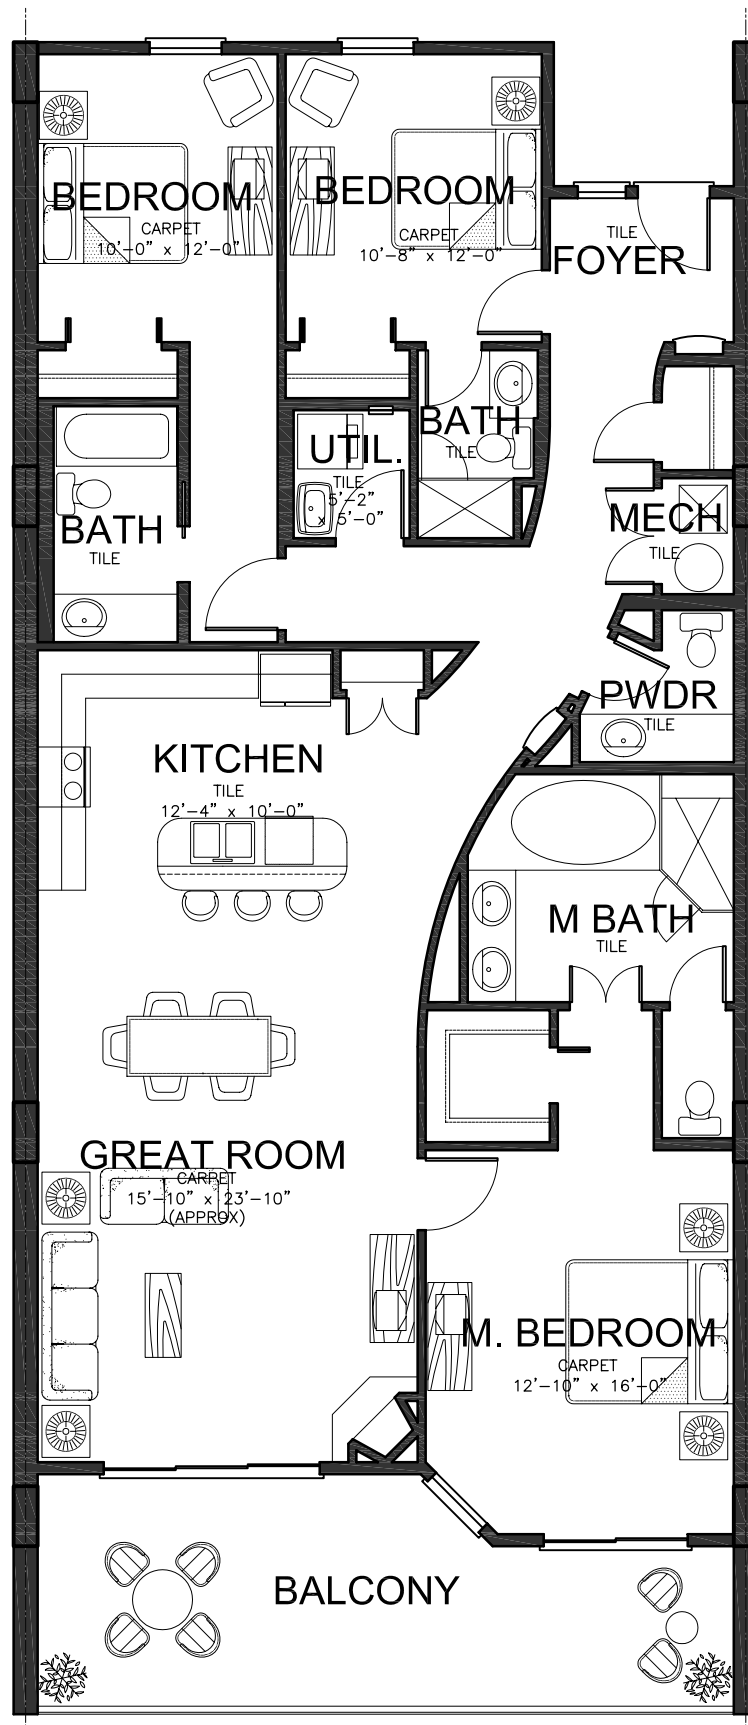 BEDROOM
CARPET
10'-0" x 12'-0"
BEDROOM
CARPET
10'-8" x 12'-0"
TILE
FOYER
BATH
TILE
UTIL.
TILE
5'-2"
x 5'-0"
BATH
TILE
MECH
TILE
PWDR
TILE
KITCHEN
TILE
12'-4" x 10'-0"
M BATH
TILE
GREAT ROOM
CARPET
15'-10" x 23'-10"
(APPROX)
M. BEDROOM
CARPET
12'-10" x 16'-0"
BALCONY